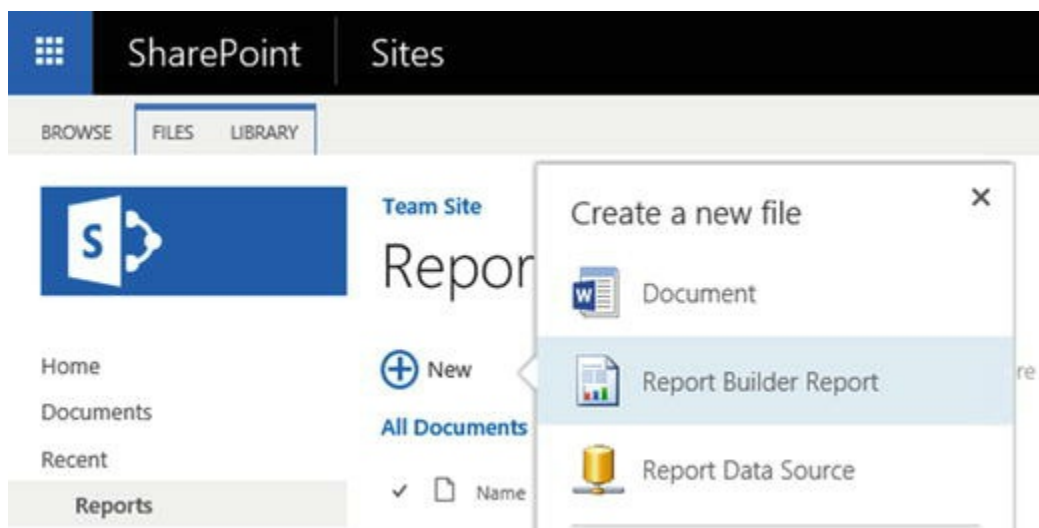 SharePoint Sites
BROWSE FILES LIBRARY
S
Team Site
Repor
Home
Documents
Recent
Reports
New
All Documents
Name
Create a new file
W Document
Report Builder Report
Report Data Source
re